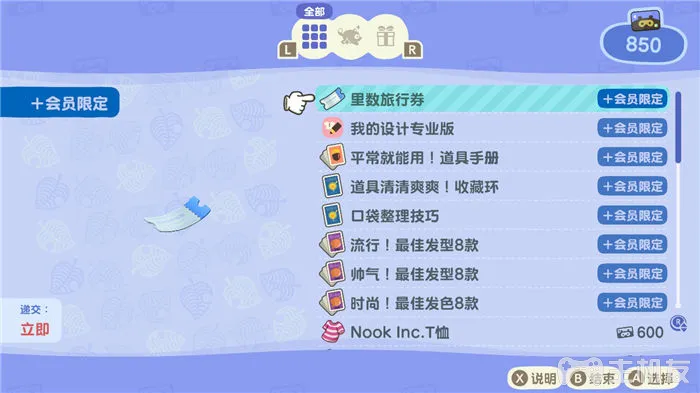 全部
L
R
850
+会员限定
里数旅行券 +会员限定
我的设计专业版 +会员限定
平常就能用！道具手册 +会员限定
道具清清爽爽！收藏环 +会员限定
口袋整理技巧 +会员限定
流行！最佳发型8款 +会员限定
帅气！最佳发型8款 +会员限定
时尚！最佳发色8款 +会员限定
Nook Inc.T恤 600
递交：
立即
R
X 说明 B 结束 A 选择
主机友